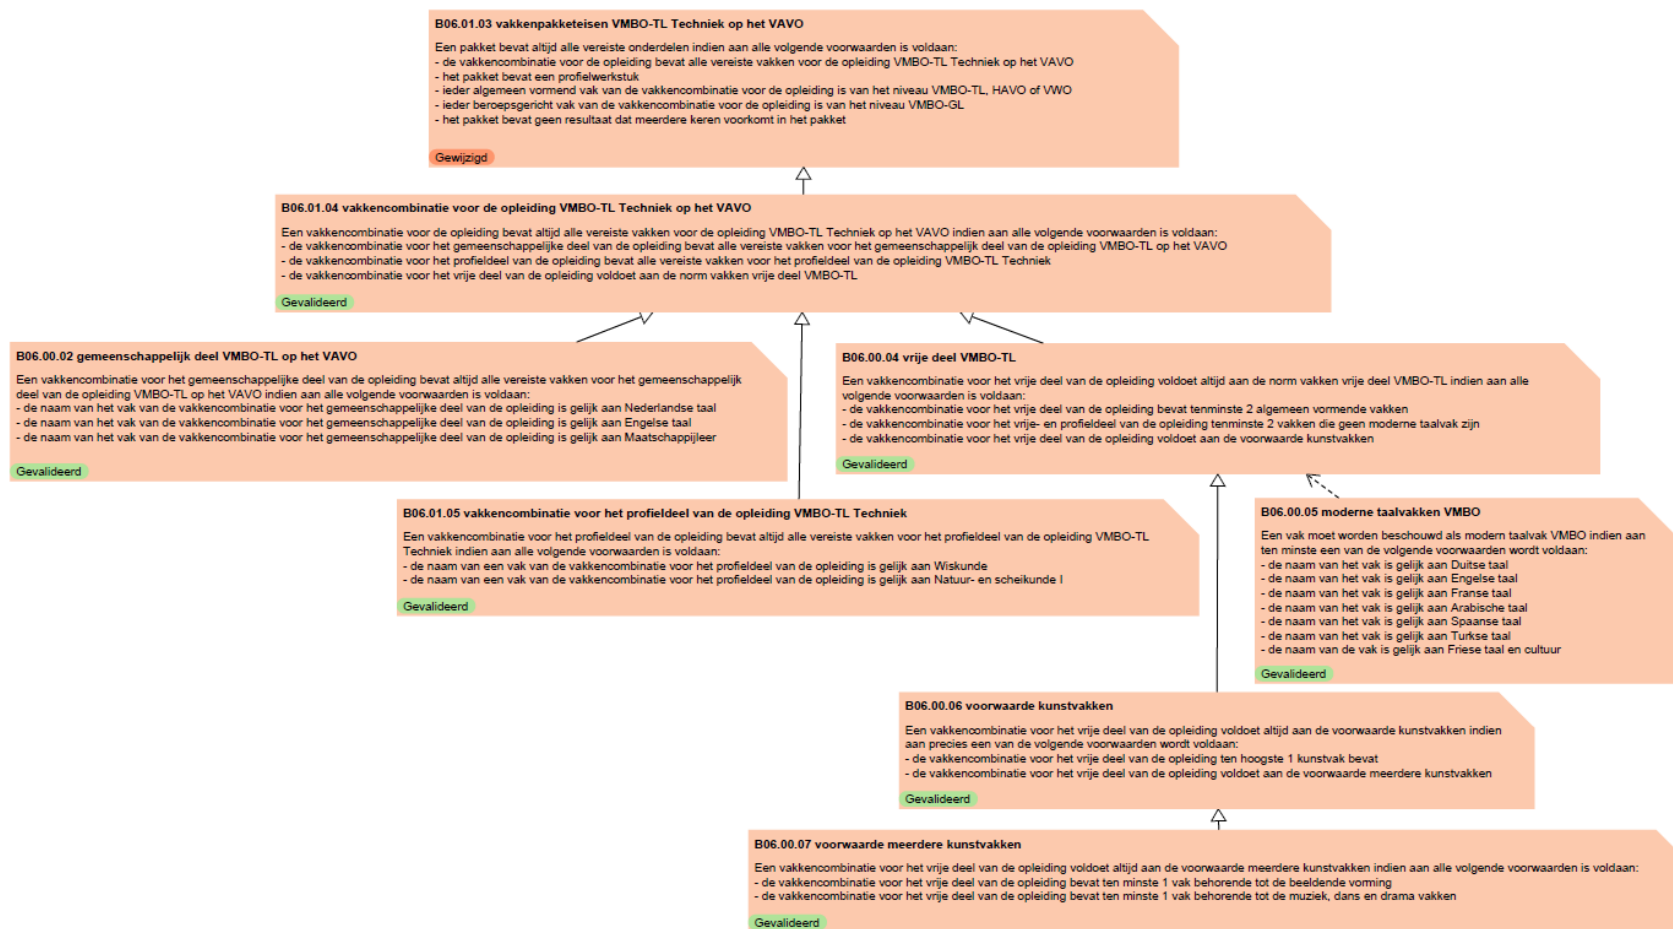 B06.01.03 vakkenpakketeisen VMBO-TL Techniek op het VAVO
Een pakket bevat altijd alle vereiste onderdelen indien aan alle volgende voorwaarden is voldaan:
- de vakkencombinatie voor de opleiding bevat alle vereiste vakken voor de opleiding VMBO-TL Techniek op het VAVO
- het pakket bevat een profielwerkstuk
- ieder algemeen vormend vak van de vakkencombinatie voor de opleiding is van het niveau VMBO-TL, HAVO of VWO
- ieder beroepsgericht vak van de vakkencombinatie voor de opleiding is van het niveau VMBO-GL
- het pakket bevat geen resultaat dat meerdere keren voorkomt in het pakket
Gewijzigd
B06.01.04 vakkencombinatie voor de opleiding VMBO-TL Techniek op het VAVO
Een vakkencombinatie voor de opleiding bevat altijd alle vereiste vakken voor de opleiding VMBO-TL Techniek op het VAVO indien aan alle volgende voorwaarden is voldaan:
- de vakkencombinatie voor het gemeenschappelijke deel van de opleiding bevat alle vereiste vakken voor het gemeenschappelijk deel van de opleiding VMBO-TL op het VAVO
- de vakkencombinatie voor het profieldeel van de opleiding bevat alle vereiste vakken voor het profieldeel van de opleiding VMBO-TL Techniek
- de vakkencombinatie voor het vrije deel van de opleiding voldoet aan de norm vakken vrije deel VMBO-TL
Gevalideerd
B06.00.02 gemeenschappelijk deel VMBO-TL op het VAVO
Een vakkencombinatie voor het gemeenschappelijke deel van de opleiding bevat altijd alle vereiste vakken voor het gemeenschappelijk
deel van de opleiding VMBO-TL op het VAVO indien aan alle volgende voorwaarden is voldaan:
- de naam van het vak van de vakkencombinatie voor het gemeenschappelijke deel van de opleiding is gelijk aan Nederlandse taal
- de naam van het vak van de vakkencombinatie voor het gemeenschappelijke deel van de opleiding is gelijk aan Engelse taal
- de naam van het vak van de vakkencombinatie voor het gemeenschappelijke deel van de opleiding is gelijk aan Maatschappijleer
Gevalideerd
B06.00.04 vrije deel VMBO-TL
Een vakkencombinatie voor het vrije deel van de opleiding voldoet altijd aan de norm vakken vrije deel VMBO-TL indien aan alle
volgende voorwaarden is voldaan:
- de vakkencombinatie voor het vrije deel van de opleiding bevat tenminste 2 algemeen vormende vakken
- de vakkencombinatie voor het vrije- en profieldeel van de opleiding tenminste 2 vakken die geen moderne taalvak zijn
- de vakkencombinatie voor het vrije deel van de opleiding voldoet aan de voorwaarde kunstvakken
Gevalideerd
B06.01.05 vakkencombinatie voor het profieldeel van de opleiding VMBO-TL Techniek
Een vakkencombinatie voor het profieldeel van de opleiding bevat altijd alle vereiste vakken voor het profieldeel van de opleiding VMBO-TL
Techniek indien aan alle volgende voorwaarden is voldaan:
- de naam van een vak van de vakkencombinatie voor het profieldeel van de opleiding is gelijk aan Wiskunde
- de naam van een vak van de vakkencombinatie voor het profieldeel van de opleiding is gelijk aan Natuur- en scheikunde I
Gevalideerd
B06.00.05 moderne taalvakken VMBO
Een vak moet worden beschouwd als modern taalvak VMBO indien aan
ten minste een van de volgende voorwaarden wordt voldaan:
- de naam van het vak is gelijk aan Duitse taal
- de naam van het vak is gelijk aan Engelse taal
- de naam van het vak is gelijk aan Franse taal
- de naam van het vak is gelijk aan Arabische taal
- de naam van het vak is gelijk aan Spaanse taal
- de naam van het vak is gelijk aan Turkse taal
- de naam van de vak is gelijk aan Friese taal en cultuur
Gevalideerd
B06.00.06 voorwaarde kunstvakken
Een vakkencombinatie voor het vrije deel van de opleiding voldoet altijd aan de voorwaarde kunstvakken indien
aan precies een van de volgende voorwaarden wordt voldaan:
- de vakkencombinatie voor het vrije deel van de opleiding ten hoogste 1 kunstvak bevat
- de vakkencombinatie voor het vrije deel van de opleiding voldoet aan de voorwaarde meerdere kunstvakken
Gevalideerd
B06.00.07 voorwaarde meerdere kunstvakken
Een vakkencombinatie voor het vrije deel van de opleiding voldoet altijd aan de voorwaarde meerdere kunstvakken indien aan alle volgende voorwaarden is voldaan:
- de vakkencombinatie voor het vrije deel van de opleiding bevat ten minste 1 vak behorende tot de beeldende vorming
- de vakkencombinatie voor het vrije deel van de opleiding bevat ten minste 1 vak behorende tot de muziek, dans en drama vakken
Gevalideerd